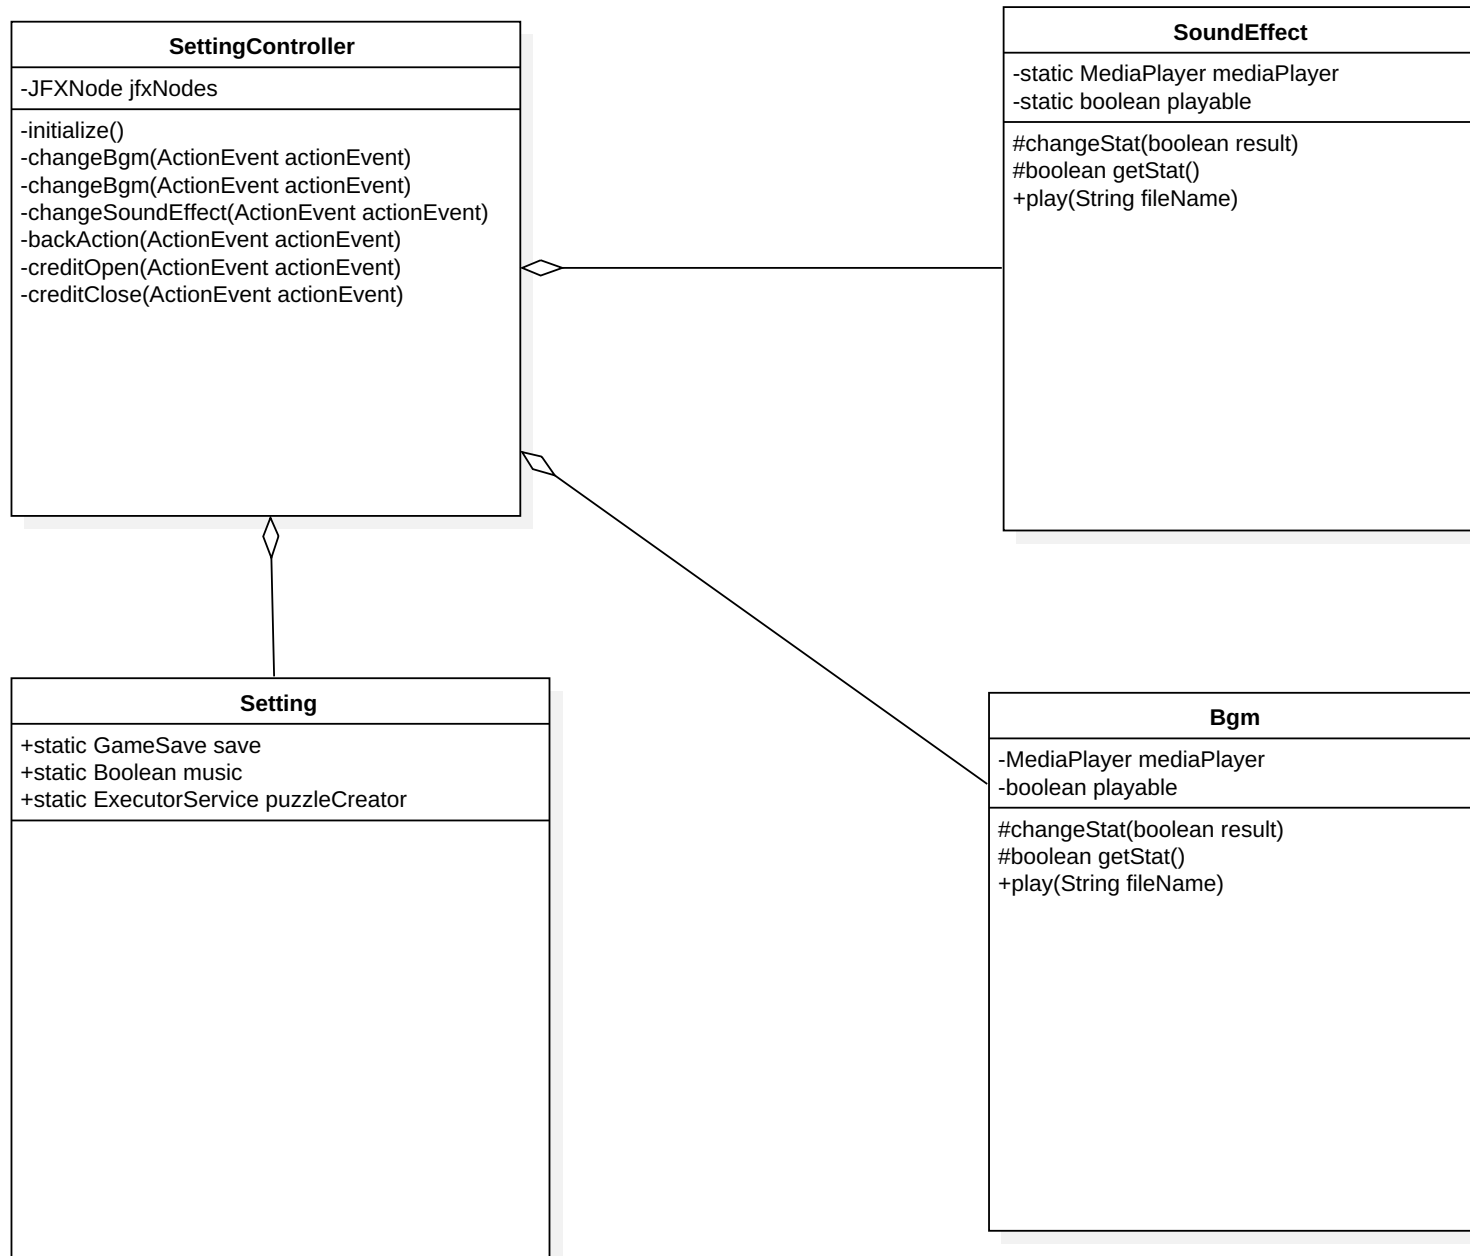 SettingController
-JFXNode jfxNodes
-initialize()
-changeBgm(ActionEvent actionEvent)
-changeBgm(ActionEvent actionEvent)
-changeSoundEffect(ActionEvent actionEvent)
-backAction(ActionEvent actionEvent)
-creditOpen(ActionEvent actionEvent)
-creditClose(ActionEvent actionEvent)
SoundEffect
-static MediaPlayer mediaPlayer
-static boolean playable
#changeStat(boolean result)
#boolean getStat()
+play(String fileName)
Setting
+static GameSave save
+static Boolean music
+static ExecutorService puzzleCreator
Bgm
-MediaPlayer mediaPlayer
-boolean playable
#changeStat(boolean result)
#boolean getStat()
+play(String fileName)